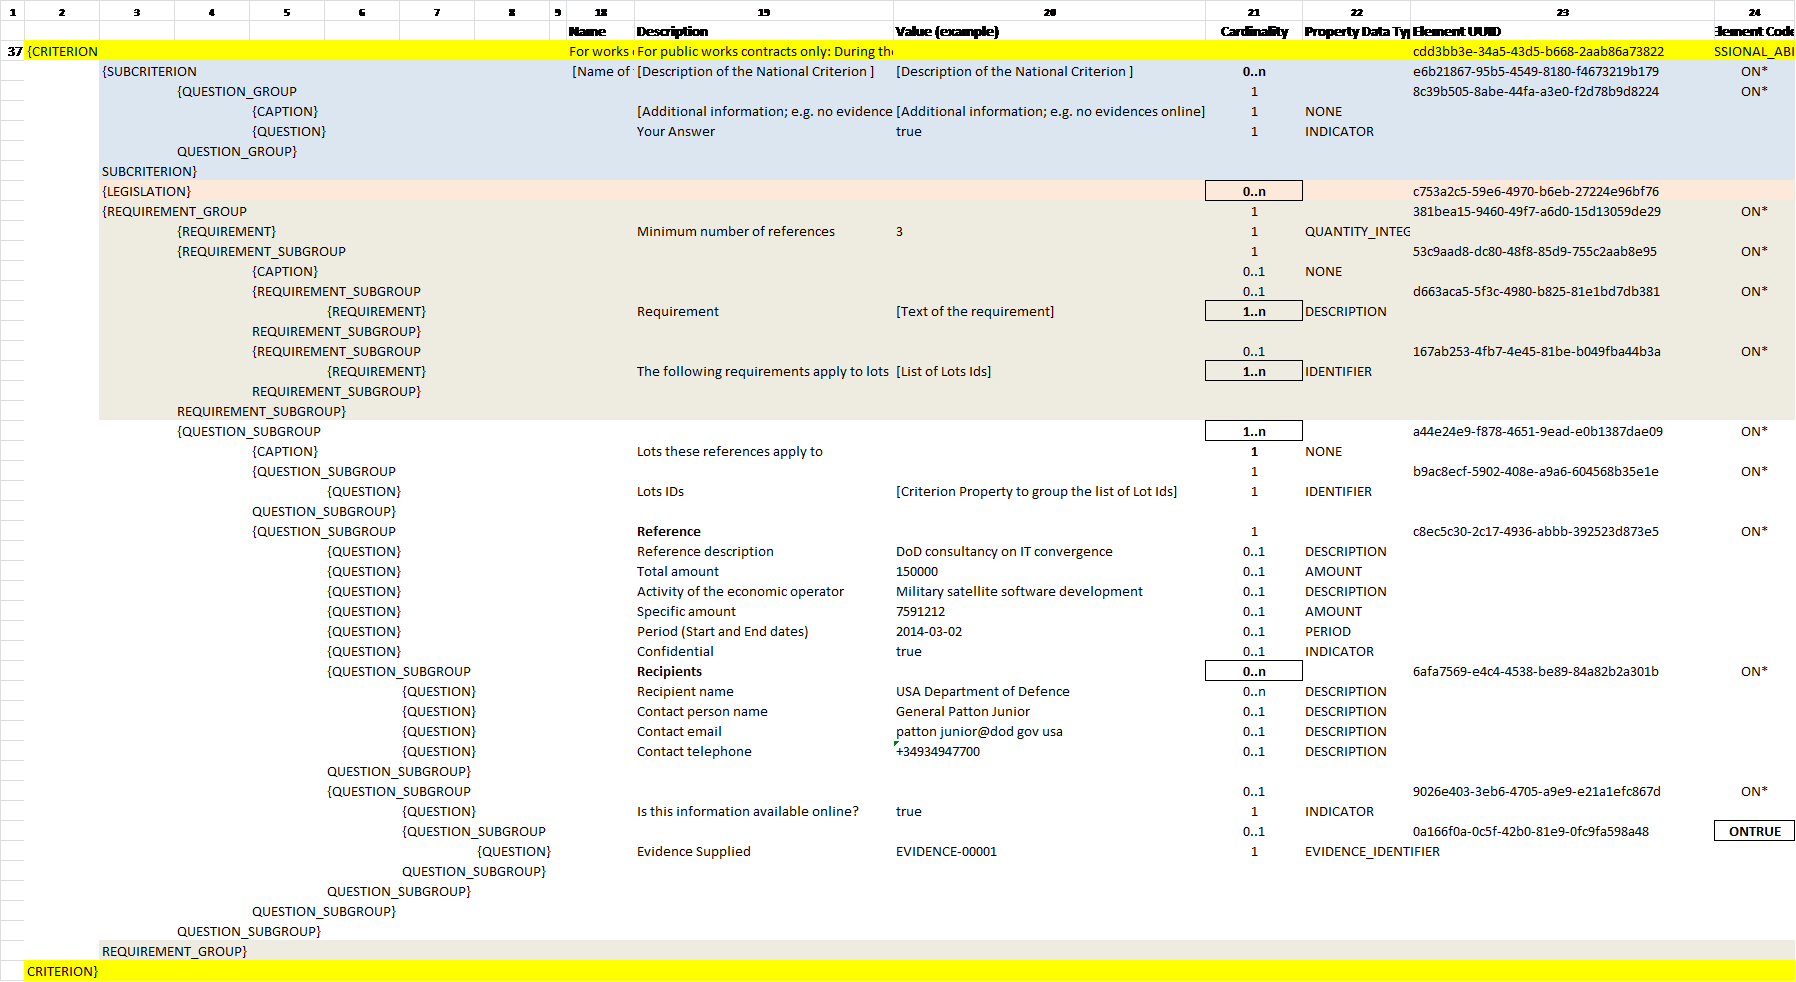 1 2 3 4 5 6 7 8 9 18 19 20 21 22 23 24
Name Description Value (example) Cardinality Property Data Typ Element UUID Element Code
37 {CRITERION For works For public works contracts only: During the cdd3bb3e-34a5-43d5-b668-2aab86a73822 SSIONAL_ABI
{SUBCRITERION [Name of [Description of the National Criterion ] [Description of the National Criterion ] 0..n e6b21867-95b5-4549-8180-f4673219b179 ON*
{QUESTION_GROUP 1 8c39b505-8abe-44fa-a3e0-f2d78b9d8224 ON*
{CAPTION} [Additional information; e.g. no evidence [Additional information; e.g. no evidences online] 1 NONE
{QUESTION} Your Answer true 1 INDICATOR
QUESTION_GROUP}
SUBCRITERION}
{LEGISLATION} 0..n c753a2c5-59e6-4970-b6eb-27224e96bf76
{REQUIREMENT_GROUP 1 381bea15-9460-49f7-a6d0-15d13059de29 ON*
{REQUIREMENT} Minimum number of references 3 1 QUANTITY_INTEG
{REQUIREMENT_SUBGROUP 1 53c9aad8-dc80-48f8-85d9-755c2aab8e95 ON*
{CAPTION} 0..1 NONE
{REQUIREMENT_SUBGROUP 0..1 d663aca5-5f3c-4980-b825-81e1bd7db381 ON*
{REQUIREMENT} Requirement [Text of the requirement] 1..n DESCRIPTION
REQUIREMENT_SUBGROUP}
{REQUIREMENT_SUBGROUP 0..1 167ab253-4fb7-4e45-81be-b049fba44b3a ON*
{REQUIREMENT} The following requirements apply to lots [List of Lots Ids] 1..n IDENTIFIER
REQUIREMENT_SUBGROUP}
REQUIREMENT_SUBGROUP}
{QUESTION_SUBGROUP 1..n a44e24e9-f878-4651-9ead-e0b1387dae09 ON*
{CAPTION} Lots these references apply to 1 NONE
{QUESTION_SUBGROUP 1 b9ac8ecf-5902-408e-a9a6-604568b35e1e ON*
{QUESTION} Lots IDs [Criterion Property to group the list of Lot Ids] 1 IDENTIFIER
QUESTION_SUBGROUP}
{QUESTION_SUBGROUP Reference 1 c8ec5c30-2c17-4936-abbb-392523d873e5 ON*
{QUESTION} Reference description DoD consultancy on IT convergence 0..1 DESCRIPTION
{QUESTION} Total amount 150000 0..1 AMOUNT
{QUESTION} Activity of the economic operator Military satellite software development 0..1 DESCRIPTION
{QUESTION} Specific amount 7591212 0..1 AMOUNT
{QUESTION} Period (Start and End dates) 2014-03-02 0..1 PERIOD
{QUESTION} Confidential true 0..1 INDICATOR
{QUESTION_SUBGROUP Recipients 0..n 6afa7569-e4c4-4538-be89-84a82b2a301b ON*
{QUESTION} Recipient name USA Department of Defence 0..n DESCRIPTION
{QUESTION} Contact person name General Patton Junior 0..1 DESCRIPTION
{QUESTION} Contact email patton junior@dod gov usa 0..1 DESCRIPTION
{QUESTION} Contact telephone +34934947700 0..1 DESCRIPTION
QUESTION_SUBGROUP}
{QUESTION_SUBGROUP 0..1 9026e403-3eb6-4705-a9e9-e21a1efc867d ON*
{QUESTION} Is this information available online? true 1 INDICATOR
{QUESTION_SUBGROUP 0..1 0a166f0a-0c5f-42b0-81e9-0fc9fa598a48 ONTRUE
{QUESTION} Evidence Supplied EVIDENCE-00001 1 EVIDENCE_IDENTIFIER
QUESTION_SUBGROUP}
QUESTION_SUBGROUP}
QUESTION_SUBGROUP}
QUESTION_SUBGROUP}
REQUIREMENT_GROUP}
CRITERION}